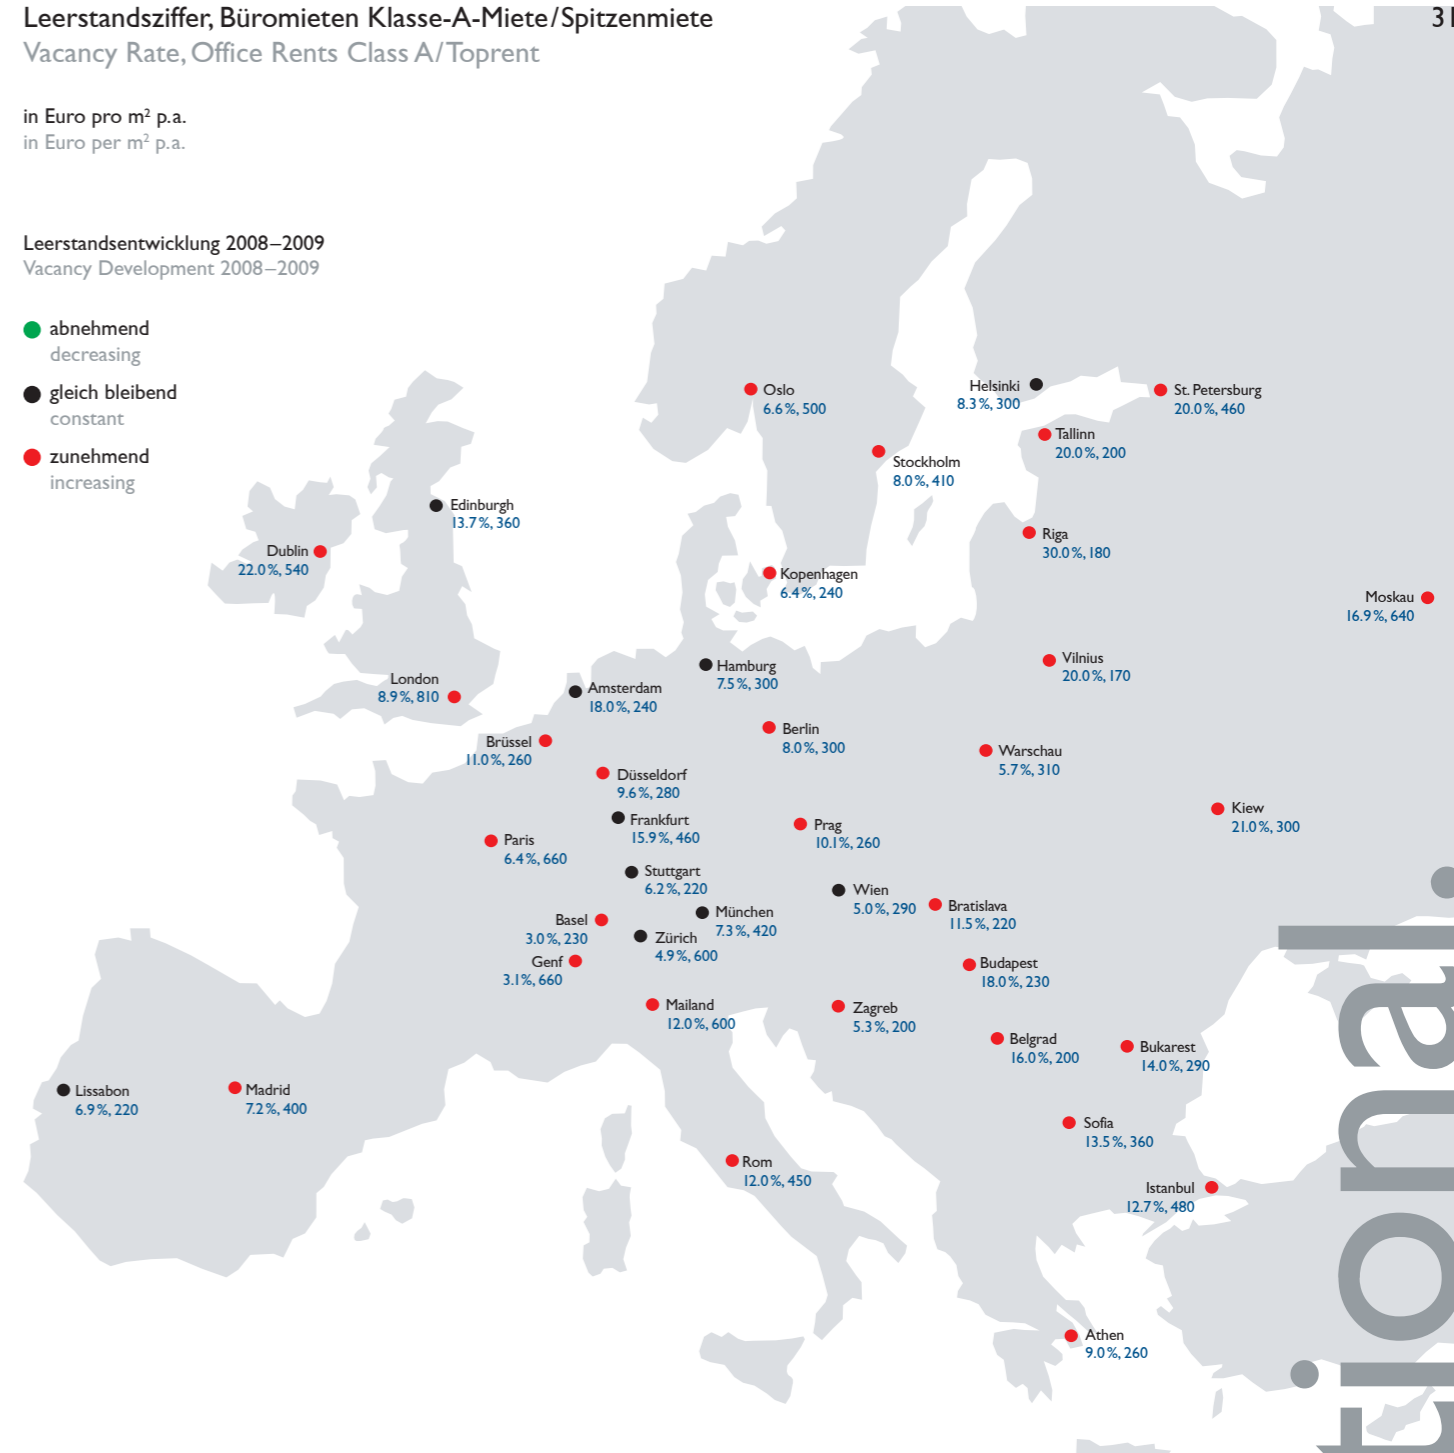 Leerstandsziffer, Büromieten Klasse-A-Miete/Spitzenmiete
31
Vacancy Rate, Office Rents Class A/Toprent
in Euro pro m² p.a.
in Euro per m² p.a.
Leerstandsentwicklung 2008–2009
Vacancy Development 2008–2009
abnehmend
decreasing
gleich bleibend
constant
zunehmend
increasing
Oslo
6.6%, 500
Helsinki
8.3%, 300
St. Petersburg
20.0%, 460
Tallinn
20.0%, 200
Stockholm
8.0%, 410
Edinburgh
13.7%, 360
Riga
30.0%, 180
Dublin
22.0%, 540
Kopenhagen
6.4%, 240
Moskau
16.9%, 640
Vilnius
20.0%, 170
Hamburg
7.5%, 300
London
8.9%, 810
Amsterdam
18.0%, 240
Berlin
8.0%, 300
Brüssel
11.0%, 260
Warschau
5.7%, 310
Düsseldorf
9.6%, 280
Kiew
21.0%, 300
Frankfurt
15.9%, 460
Prag
10.1%, 260
Paris
6.4%, 660
Stuttgart
6.2%, 220
Wien
5.0%, 290
Bratislava
11.5%, 220
München
7.3%, 420
Basel
3.0%, 230
Zürich
4.9%, 600
Genf
3.1%, 660
Budapest
18.0%, 230
Mailand
12.0%, 600
Zagreb
5.3%, 200
Belgrad
16.0%, 200
Bukarest
14.0%, 290
Lissabon
6.9%, 220
Madrid
7.2%, 400
Sofia
13.5%, 360
Rom
12.0%, 450
Istanbul
12.7%, 480
Athen
9.0%, 260
tional.